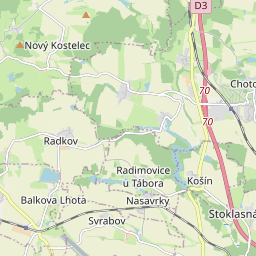 D3
Nový Kostelec
70
Choto
70
Radkov
Radimovice
u Tábora
Košín
Balkova Lhota
Nasavrky
Stoklasná
Svrabov